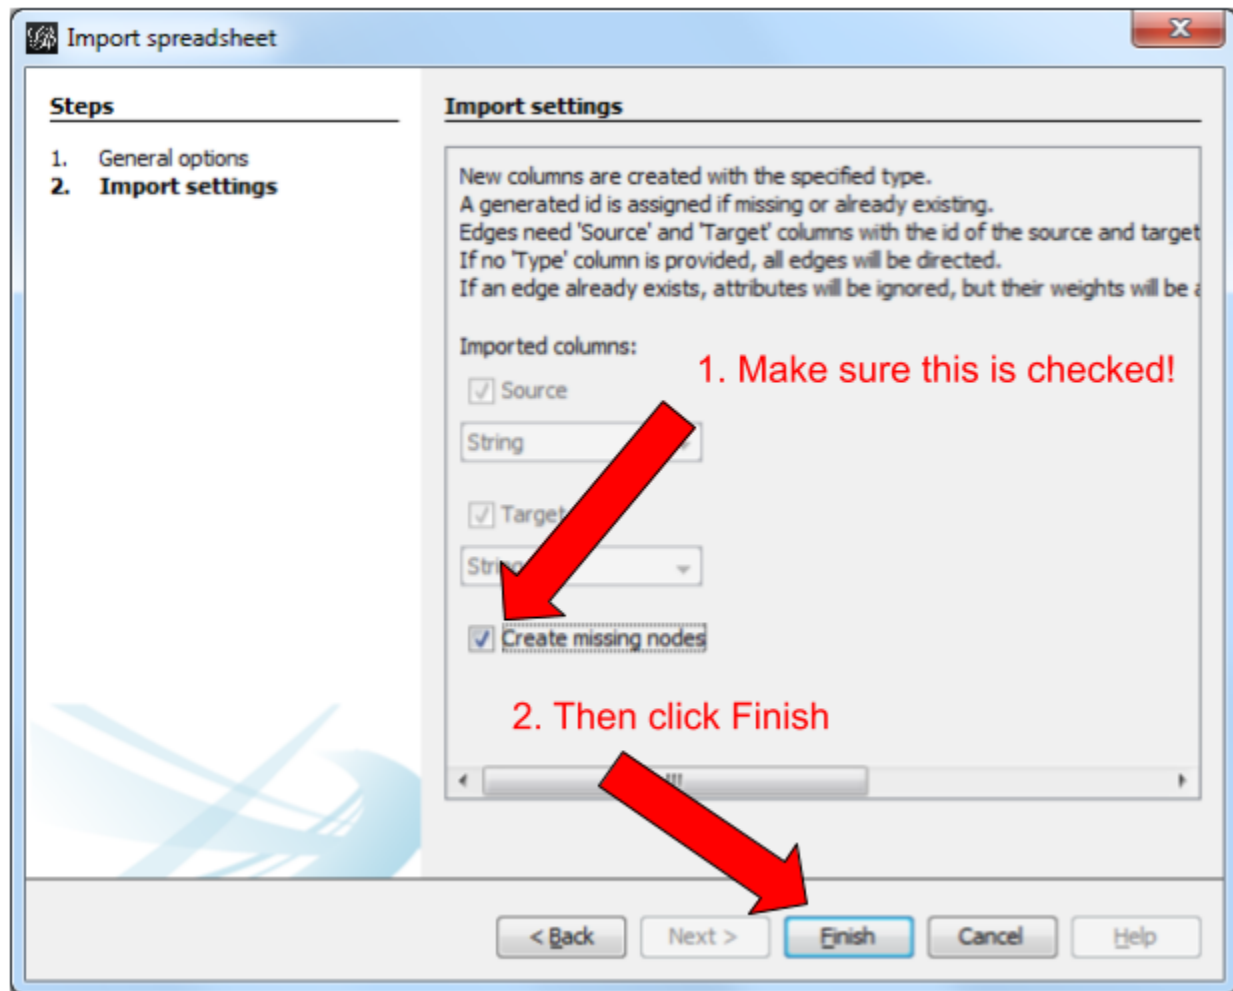 Import spreadsheet
Steps
1. General options
2. Import settings
Import settings
New columns are created with the specified type.
A generated id is assigned if missing or already existing.
Edges need 'Source' and 'Target' columns with the id of the source and target
If no 'Type' column is provided, all edges will be directed.
If an edge already exists, attributes will be ignored, but their weights will be
Imported columns:
1. Make sure this is checked!
Source
String
Target
String
Create missing nodes
2. Then click Finish
< Back Next > Finish Cancel Help